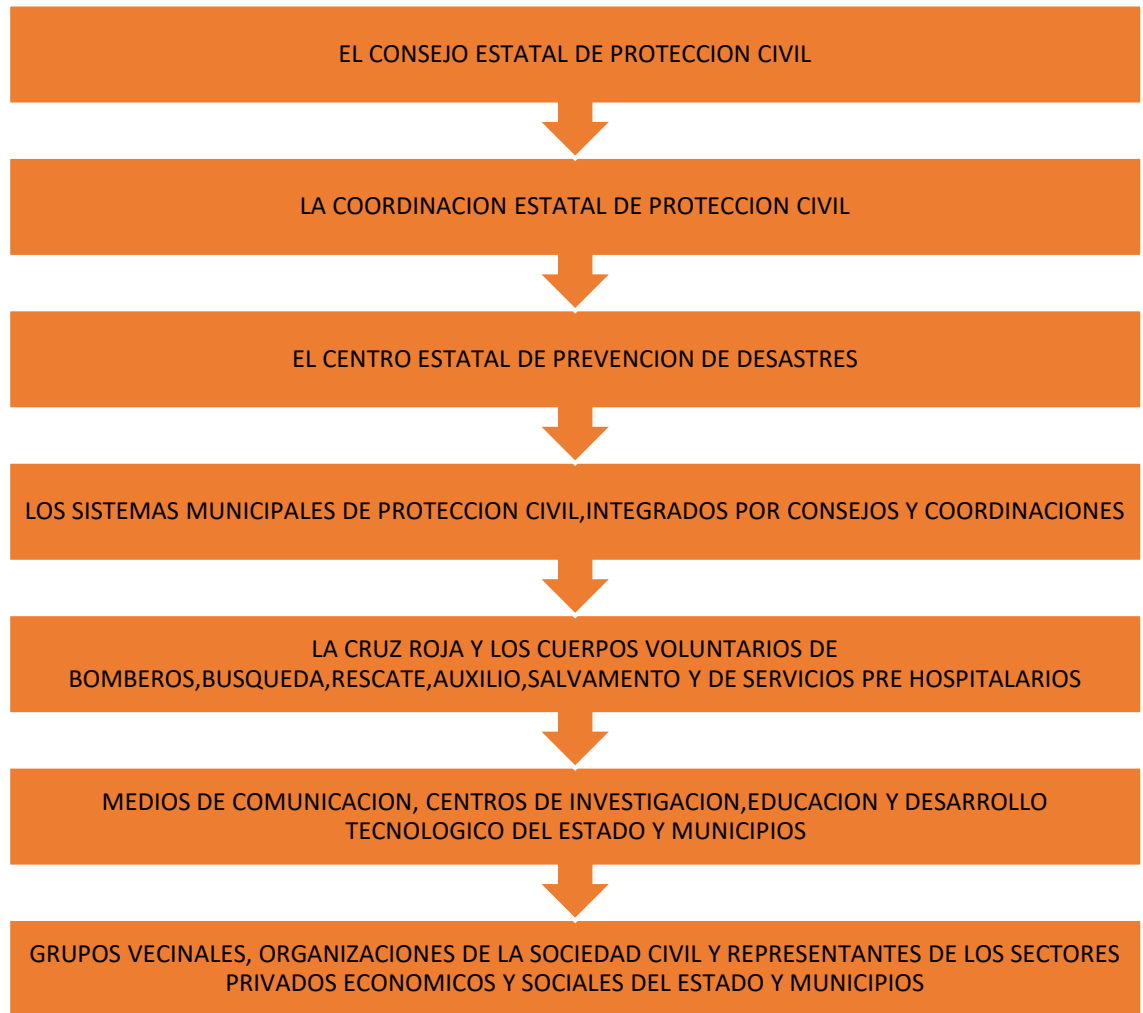 EL CONSEJO ESTATAL DE PROTECCION CIVIL
LA COORDINACION ESTATAL DE PROTECCION CIVIL
EL CENTRO ESTATAL DE PREVENCION DE DESASTRES
LOS SISTEMAS MUNICIPALES DE PROTECCION CIVIL,INTEGRADOS POR CONSEJOS Y COORDINACIONES
LA CRUZ ROJA Y LOS CUERPOS VOLUNTARIOS DE
BOMBEROS,BUSQUEDA,RESCATE,AUXILIO,SALVAMENTO Y DE SERVICIOS PRE HOSPITALARIOS
MEDIOS DE COMUNICACION, CENTROS DE INVESTIGACION,EDUCACION Y DESARROLLO
TECNOLOGICO DEL ESTADO Y MUNICIPIOS
GRUPOS VECINALES, ORGANIZACIONES DE LA SOCIEDAD CIVIL Y REPRESENTANTES DE LOS SECTORES
PRIVADOS ECONOMICOS Y SOCIALES DEL ESTADO Y MUNICIPIOS